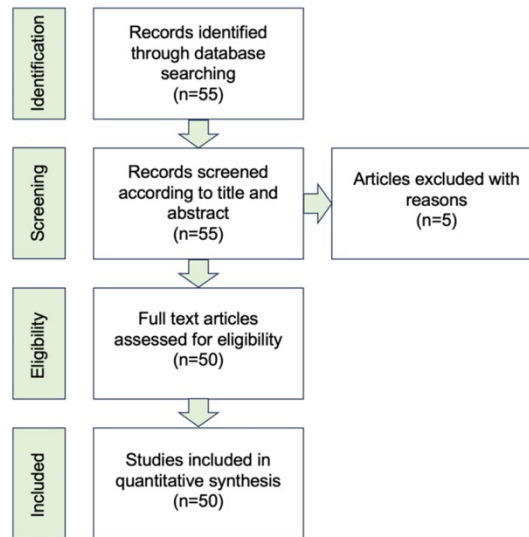 Identification
Records identified
through database
searching
(n=55)
Screening
Records screened
according to title and
abstract
(n=55)
Articles excluded with
reasons
(n=5)
Eligibility
Full text articles
assessed for eligibility
(n=50)
Included
Studies included in
quantitative synthesis
(n=50)